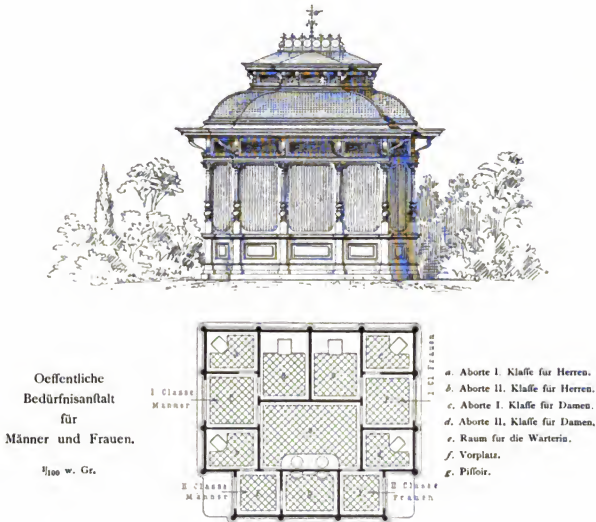 Oeffentliche
Bedürfnisanſtalt
für
Männer und Frauen.
1/100 w. Gr.
I Classe
Männer
I Cl Frauen
II Classe
Männer
II Classe
Frauen
a. Aborte I. Klaſſe für Herren.
b. Aborte II. Klaſſe für Herren.
c. Aborte I. Klaſſe für Damen.
d. Aborte II. Klaſſe für Damen.
e. Raum für die Wärterin.
f. Vorplatz.
g. Piſſoir.